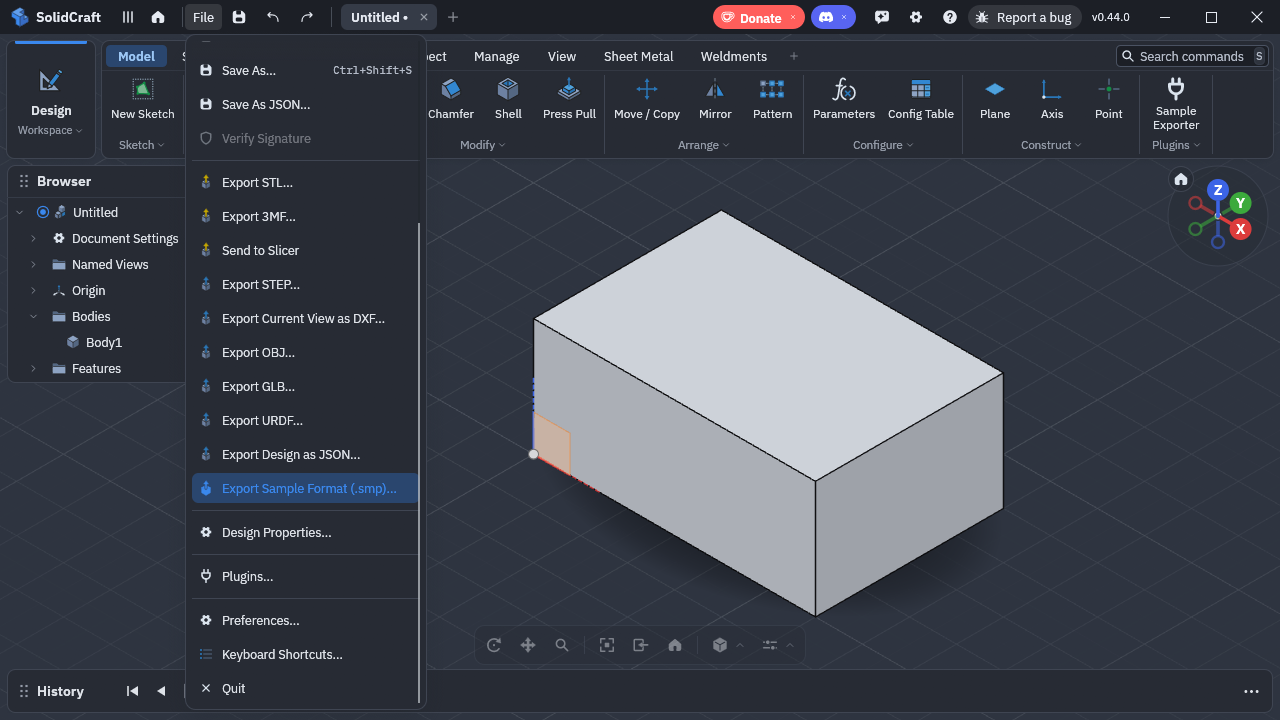 SolidCraft
File
Untitled •
Donate
Report a bug
v0.44.0
Model
Manage
View
Sheet Metal
Weldments
Search commands
S
Design
Workspace
New Sketch
Sketch
Chamfer
Shell
Press Pull
Modify
Move / Copy
Mirror
Pattern
Arrange
Parameters
Config Table
Configure
Plane
Axis
Point
Construct
Sample
Exporter
Plugins
Save As... Ctrl+Shift+S
Save As JSON...
Verify Signature
Export STL...
Export 3MF...
Send to Slicer
Export STEP...
Export Current View as DXF...
Export OBJ...
Export GLB...
Export URDF...
Export Design as JSON...
Export Sample Format (.smp)...
Design Properties...
Plugins...
Preferences...
Keyboard Shortcuts...
Quit
Browser
Untitled
Document Settings
Named Views
Origin
Bodies
Body1
Features
Z
Y
X
History